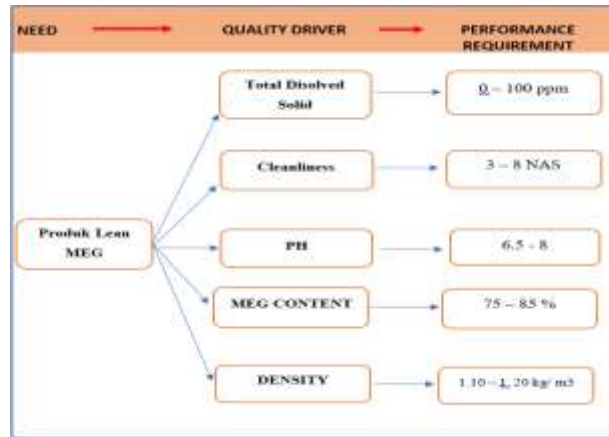 NEED
QUALITY DRIVER
PERFORMANCE
REQUIREMENT
Total Disolved
Solid
0 – 100 ppm
Cleanliness
3 – 8 NAS
Produk Lean
MEG
PH
6.5 - 8
MEG CONTENT
75 – 85 %
DENSITY
1.10 – 1, 20 kg/ m3